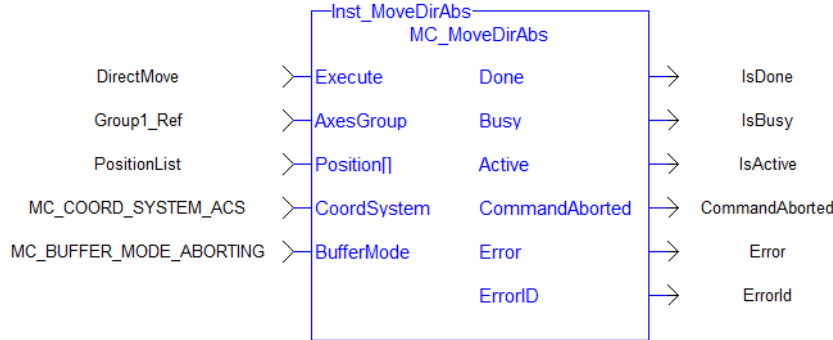 Inst_MoveDirAbs
MC_MoveDirAbs
DirectMove Execute Done IsDone
Group1_Ref AxesGroup Busy IsBusy
PositionList Position[] Active IsActive
MC_COORD_SYSTEM_ACS CoordSystem CommandAborted CommandAborted
MC_BUFFER_MODE_ABORTING BufferMode Error Error
ErrorID ErrorId